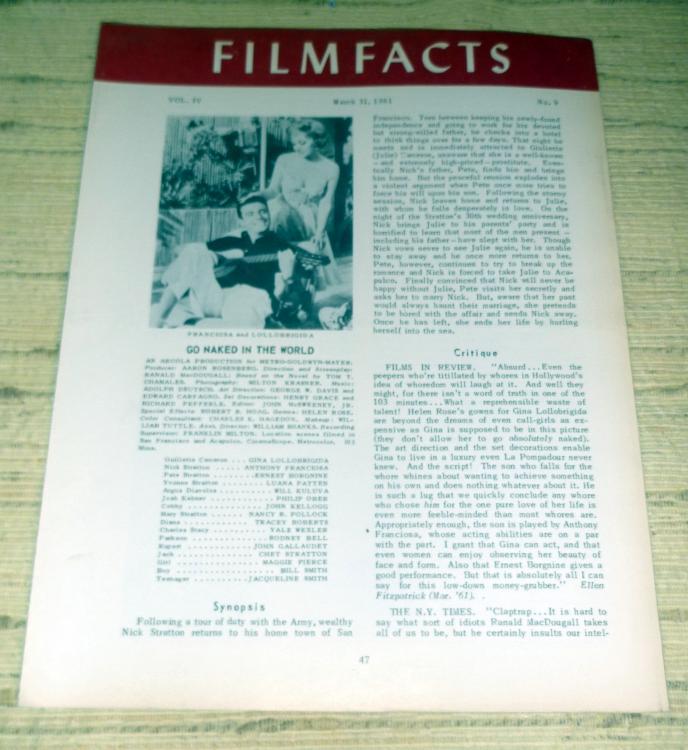 FILMFACTS
VOL. IV
March 31, 1961
No. 9
FRANCIOSA and LOLLOBRIGIDA
GO NAKED IN THE WORLD
AN ARCOLA PRODUCTION for METRO-GOLDWYN-MAYER.
Producer: AARON ROSENBERG. Direction and Screenplay:
RANALD MacDOUGALL; Based on the Novel by TOM T.
CHAMALES. Photography: MILTON KRASNER. Music:
ADOLPH DEUTSCH. Art Direction: GEORGE W. DAVIS and
EDWARD CARFAGNO. Set Decorations: HENRY GRACE and
RICHARD PEFFERLE. Editor: JOHN McSWEENEY, JR.
Special Effects: ROBERT R. HOAG. Gowns: HELEN ROSE.
Color Consultant: CHARLES K. HAGEDON. Makeup: WIL-
LIAM TUTTLE. Asst. Director: WILLIAM SHANKS. Recording
Supervisor: FRANKLIN MILTON. Location scenes filmed in
San Francisco and Acapulco. CinemaScope. Metrocolor. 103
Mins.
Guilietta Cameron . . . GINA LOLLOBRIGIDA
Nick Stratton . . . . . ANTHONY FRANCIOSA
Pete Stratton . . . . . . . ERNEST BORGNINE
Yvonne Stratton . . . . . . . LUANA PATTEN
Argus Diavolus . . . . . . . . . WILL KULUVA
Josh Kebner . . . . . . . . . . . PHILIP OBER
Cobby . . . . . . . . . . . . . JOHN KELLOGG
Mary Stratton . . . . . NANCY R. POLLOCK
Diana . . . . . . . . . . . TRACEY ROBERTS
Charles Stacy . . . . . . . . . YALE WEXLER
Parkson . . . . . . . . . . . . RODNEY BELL
Rupert . . . . . . . . . . . JOHN GALLAUDET
Jack . . . . . . . . . . . . CHET STRATTON
Girl . . . . . . . . . . . . . MAGGIE PIERCE
Boy . . . . . . . . . . . . . . . . BILL SMITH
Teenager . . . . . . . . JACQUELINE SMITH
Synopsis
Following a tour of duty with the Army, wealthy
Nick Stratton returns to his home town of San
Francisco. Torn between keeping his newly-found
independence and going to work for his devoted
but strong-willed father, he checks into a hotel
to think things over for a few days. That night he
meets and is immediately attracted to Giulietta
(Julie) Cameron, unaware that she is a well-known
—and extremely high-priced—prostitute. Even-
tually Nick's father, Pete, finds him and brings
him home. But the peaceful reunion explodes into
a violent argument when Pete once more tries to
force his will upon his son. Following the stormy
session, Nick leaves home and returns to Julie,
with whom he falls desperately in love. On the
night of the Stratton's 30th wedding anniversary,
Nick brings Julie to his parents' party and is
horrified to learn that most of the men present—
including his father—have slept with her. Though
Nick vows never to see Julie again, he is unable
to stay away and he once more returns to her.
Pete, however, continues to try to break up the
romance and Nick is forced to take Julie to Aca-
pulco. Finally convinced that Nick will never be
happy without Julie, Pete visits her secretly and
asks her to marry Nick. But, aware that her past
would always haunt their marriage, she pretends
to be bored with the affair and sends Nick away.
Once he has left, she ends her life by hurling
herself into the sea.
Critique
FILMS IN REVIEW. "Absurd...Even the
peepers who're titillated by whores in Hollywood's
idea of whoredom will laugh at it. And well they
might, for there isn't a word of truth in one of the
103 minutes...What a reprehensible waste of
talent! Helen Rose's gowns for Gina Lollobrigida
are beyond the dreams of even call-girls as ex-
pensive as Gina is supposed to be in this picture
(they don't allow her to go absolutely naked).
The art direction and the set decorations enable
Gina to live in a luxury even La Pompadour never
knew. And the script! The son who falls for the
whore whines about wanting to achieve something
on his own and does nothing whatever about it. He
is such a lug that we quickly conclude any whore
who chose him for the one pure love of her life is
even more feeble-minded than most whores are.
Appropriately enough, the son is played by Anthony
Franciosa, whose acting abilities are on a par
with the part. I grant that Gina can act, and that
even women can enjoy observing her beauty of
face and form. Also that Ernest Borgnine gives a
good performance. But that is absolutely all I can
say for this low-down money-grubber." Ellen
Fitzpatrick (Mar. '61). .
THE N.Y. TIMES. "Claptrap...It is hard to
say what sort of idiots Ranald MacDougall takes
all of us to be, but he certainly insults our intel-
47